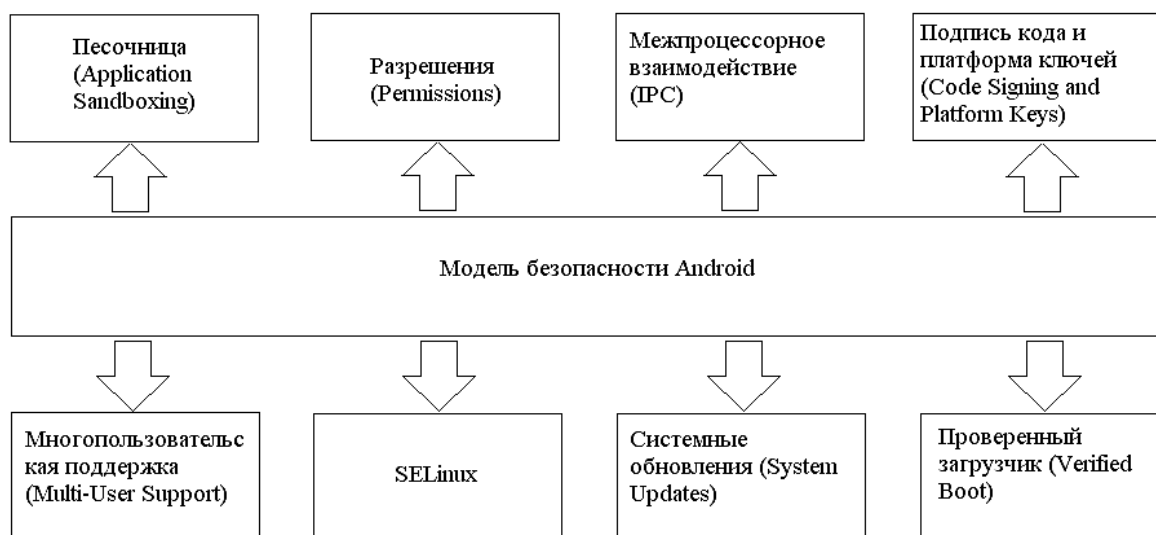 Песочница
(Application
Sandboxing)
Разрешения
(Permissions)
Межпроцессорное
взаимодействие
(IPC)
Подпись кода и
платформа ключей
(Code Signing and
Platform Keys)
Модель безопасности Android
Многопользовательс
кая поддержка
(Multi-User Support)
SELinux
Системные
обновления (System
Updates)
Проверенный
загрузчик (Verified
Boot)